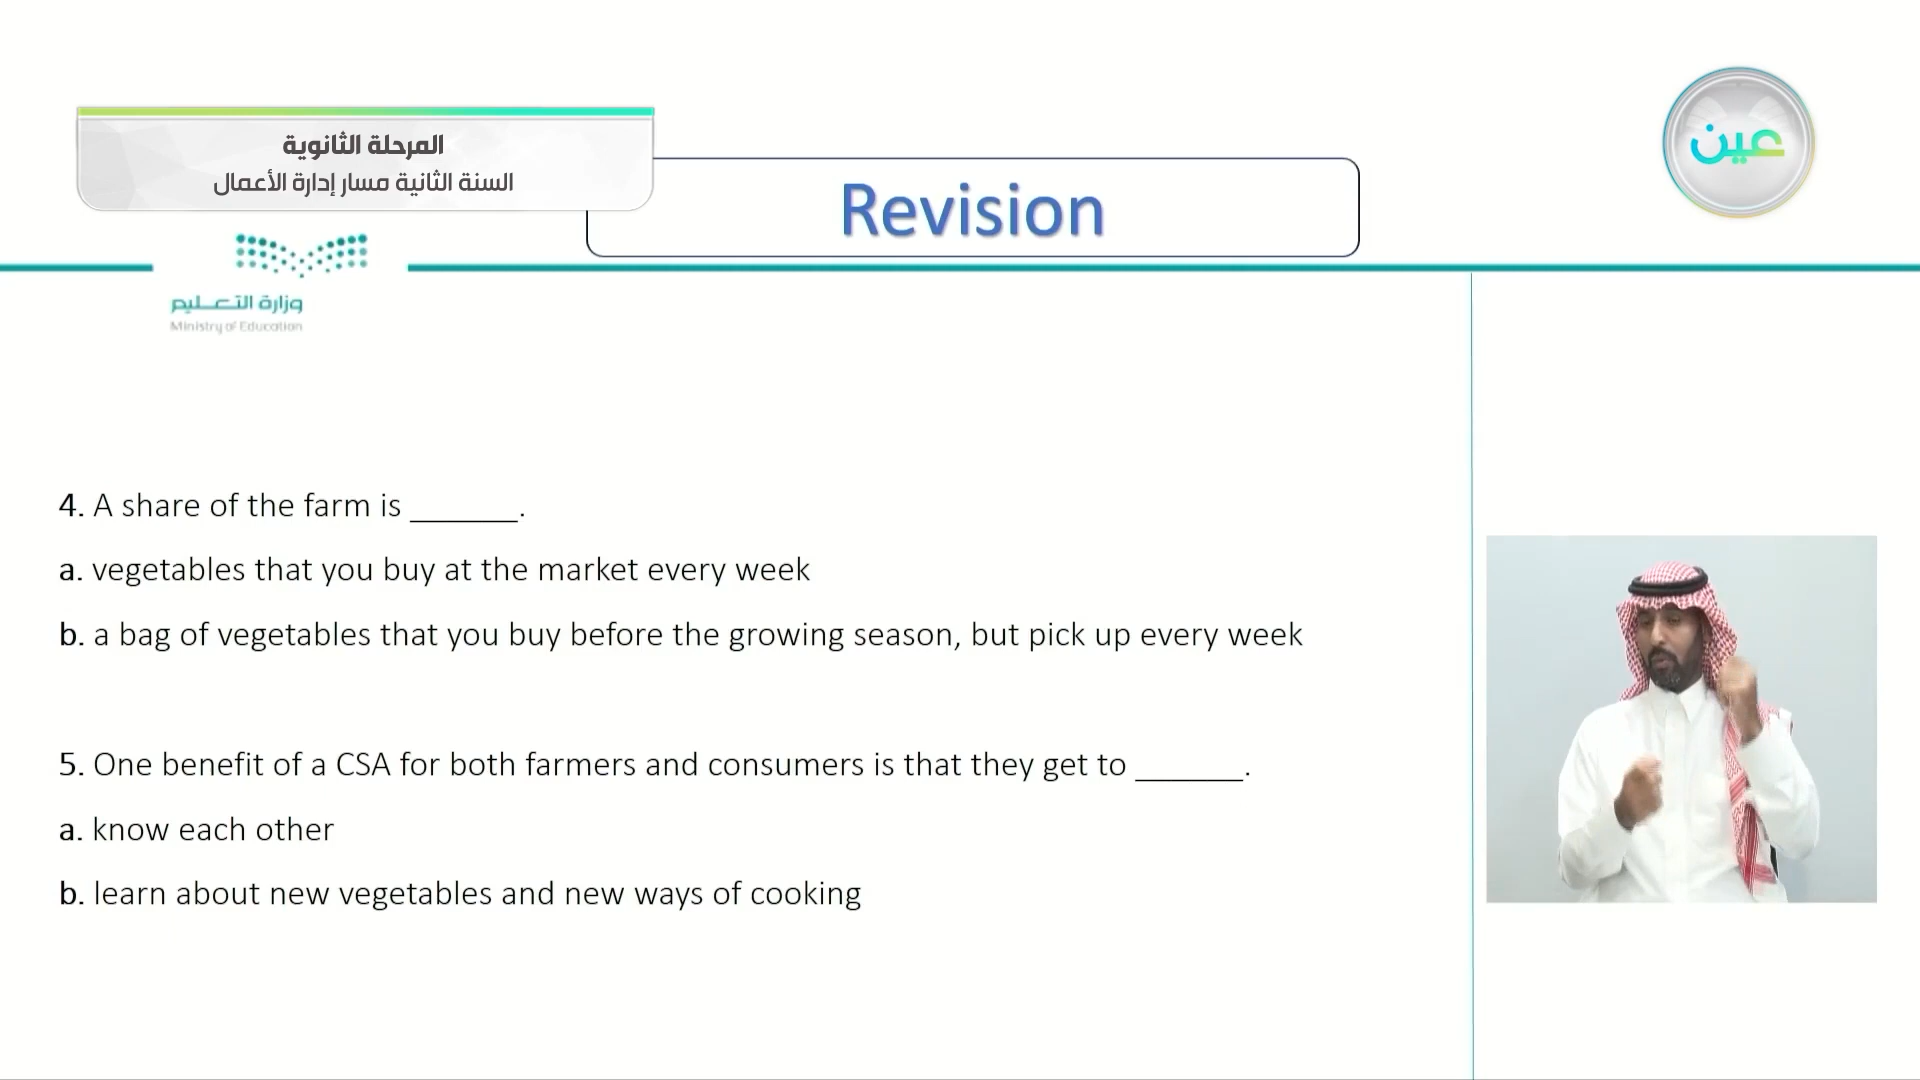 المرحلة الثانوية
السنة الثانية مسار إدارة الأعمال
عين
Revision
وزارة التعليم
Ministry of Education
4. A share of the farm is ______.
a. vegetables that you buy at the market every week
b. a bag of vegetables that you buy before the growing season, but pick up every week
5. One benefit of a CSA for both farmers and consumers is that they get to ______.
a. know each other
b. learn about new vegetables and new ways of cooking